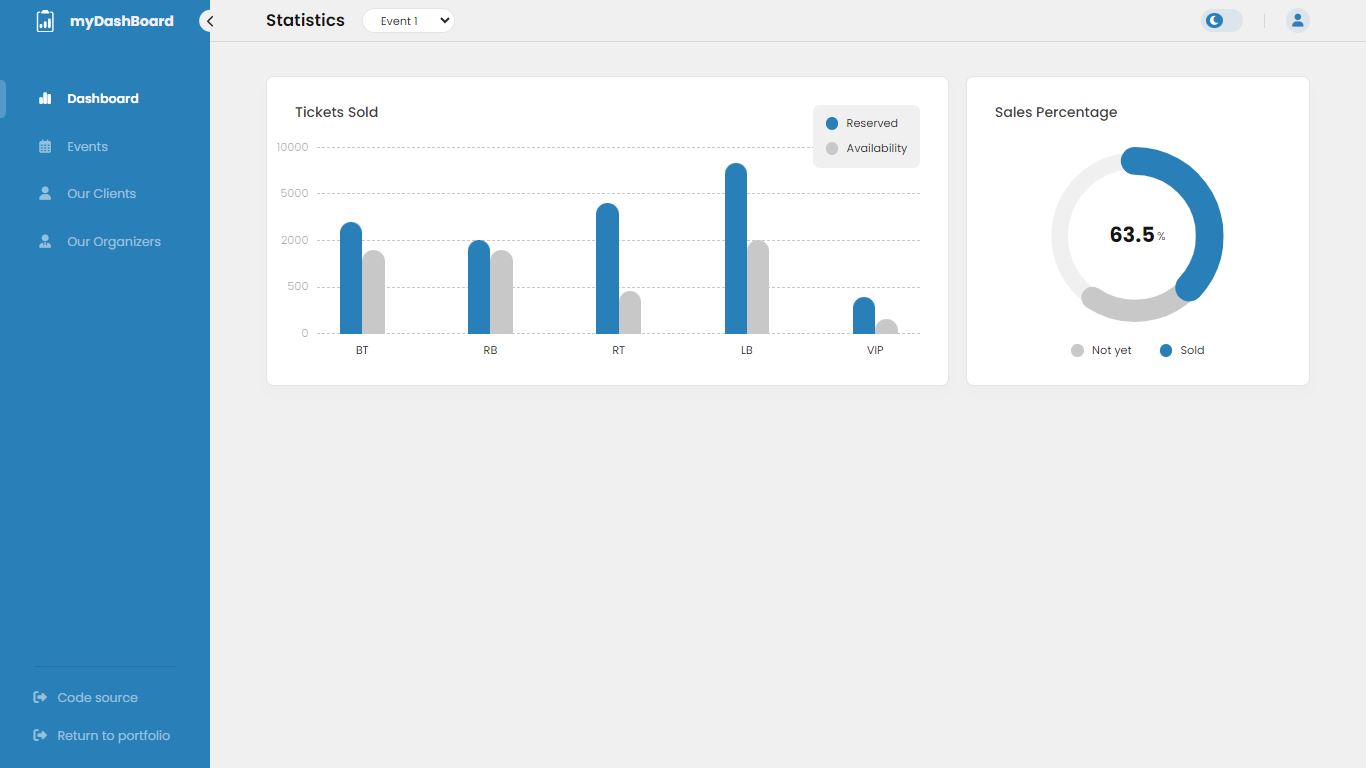 myDashBoard
Statistics
Event 1
Dashboard
Events
Our Clients
Our Organizers
Code source
Return to portfolio
Tickets Sold
Reserved
Availability
10000
5000
2000
500
0
BT RB RT LB VIP
Sales Percentage
63.5 %
Not yet Sold